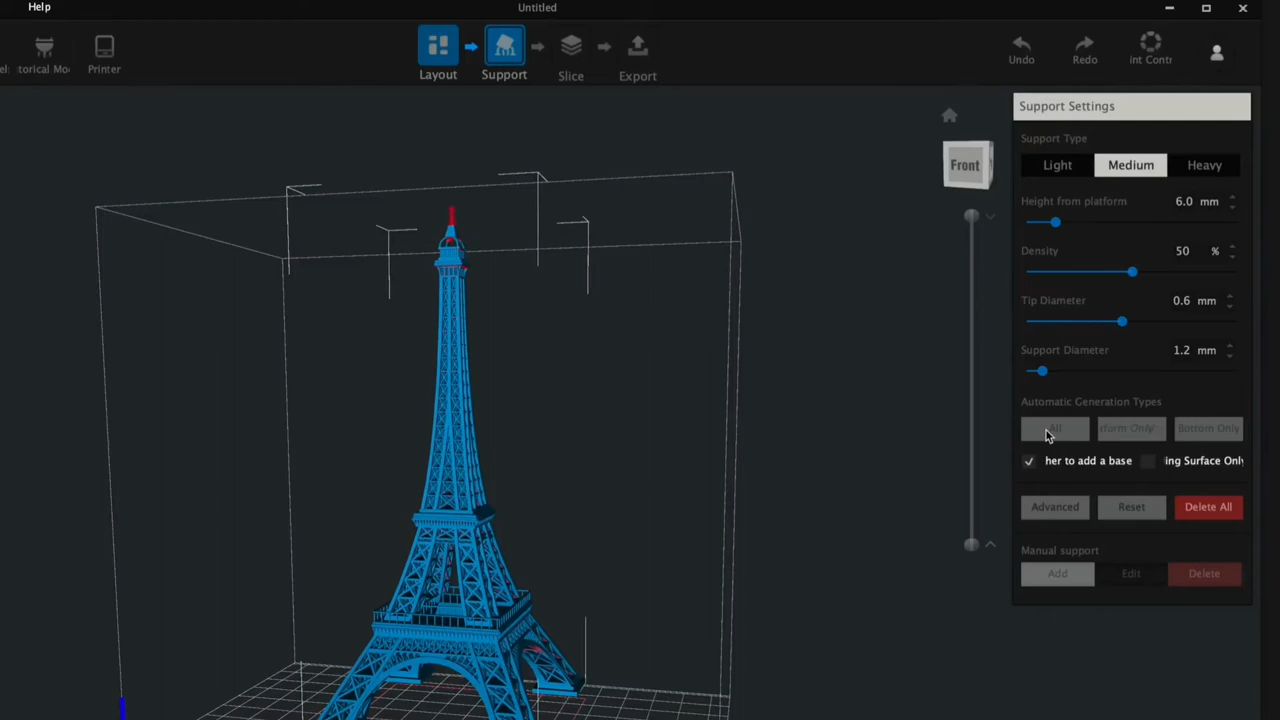 Help
Untitled
torical Mo
Printer
Layout
Support
Slice
Export
Undo
Redo
int Contr
Front
Support Settings
Support Type
Light Medium Heavy
Height from platform 6.0 mm
Density 50 %
Tip Diameter 0.6 mm
Support Diameter 1.2 mm
Automatic Generation Types
All form Only Bottom Only
her to add a base ing Surface Only
Advanced Reset Delete All
Manual support
Add Edit Delete